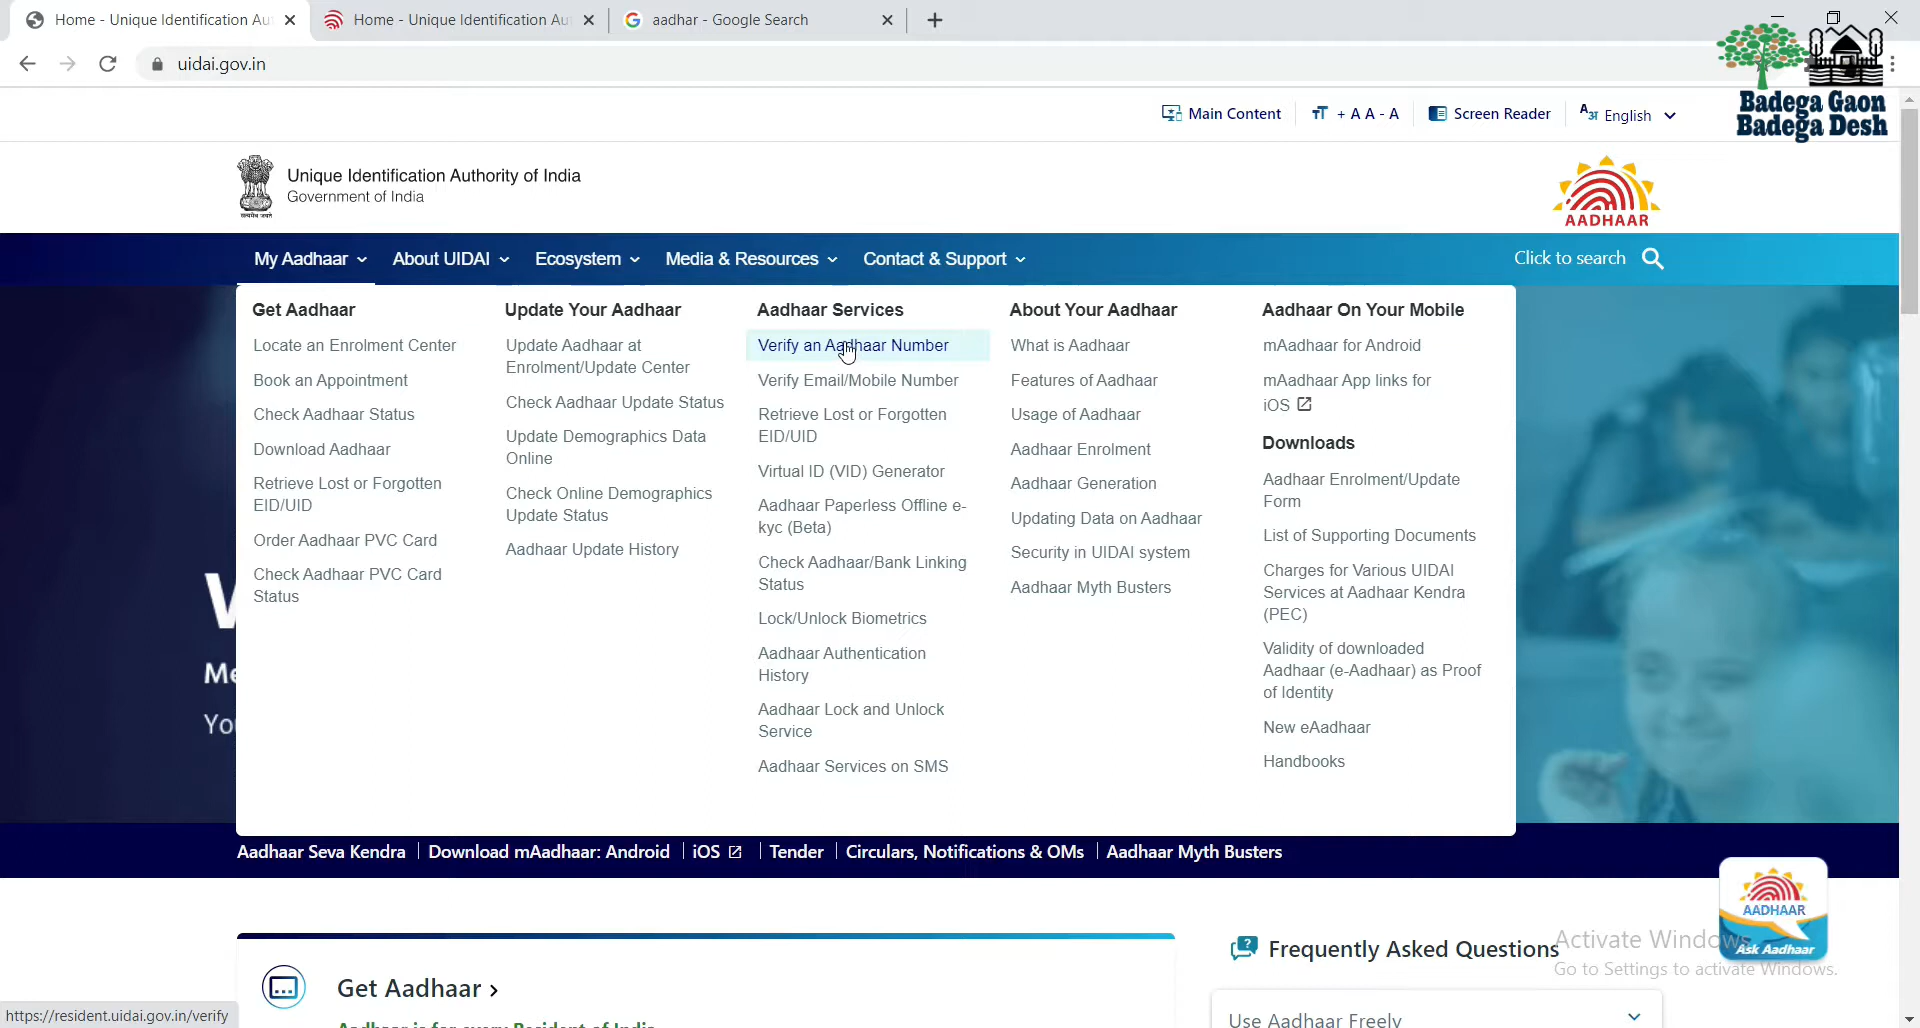 Home - Unique Identification Au
Home - Unique Identification Au
aadhar - Google Search
uidai.gov.in
Badega Gaon
Badega Desh
Main Content
+ A A - A
Screen Reader
English
Unique Identification Authority of India
Government of India
सत्यमेव जयते
AADHAAR
My Aadhaar
About UIDAI
Ecosystem
Media & Resources
Contact & Support
Click to search
Get Aadhaar
Locate an Enrolment Center
Book an Appointment
Check Aadhaar Status
Download Aadhaar
Retrieve Lost or Forgotten
EID/UID
Order Aadhaar PVC Card
Check Aadhaar PVC Card
Status
Update Your Aadhaar
Update Aadhaar at
Enrolment/Update Center
Check Aadhaar Update Status
Update Demographics Data
Online
Check Online Demographics
Update Status
Aadhaar Update History
Aadhaar Services
Verify an Aadhaar Number
Verify Email/Mobile Number
Retrieve Lost or Forgotten
EID/UID
Virtual ID (VID) Generator
Aadhaar Paperless Offline e-
kyc (Beta)
Check Aadhaar/Bank Linking
Status
Lock/Unlock Biometrics
Aadhaar Authentication
History
Aadhaar Lock and Unlock
Service
Aadhaar Services on SMS
About Your Aadhaar
What is Aadhaar
Features of Aadhaar
Usage of Aadhaar
Aadhaar Enrolment
Aadhaar Generation
Updating Data on Aadhaar
Security in UIDAI system
Aadhaar Myth Busters
Aadhaar On Your Mobile
mAadhaar for Android
mAadhaar App links for
iOS
Downloads
Aadhaar Enrolment/Update
Form
List of Supporting Documents
Charges for Various UIDAI
Services at Aadhaar Kendra
(PEC)
Validity of downloaded
Aadhaar (e-Aadhaar) as Proof
of Identity
New eAadhaar
Handbooks
Aadhaar Seva Kendra
Download mAadhaar: Android
iOS
Tender
Circulars, Notifications & OMs
Aadhaar Myth Busters
AADHAAR
Ask Aadhaar
Get Aadhaar
Aadhaar is for every Resident of India
Frequently Asked Questions
Use Aadhaar Freely
Activate Windows
Go to Settings to activate Windows.
https://resident.uidai.gov.in/verify